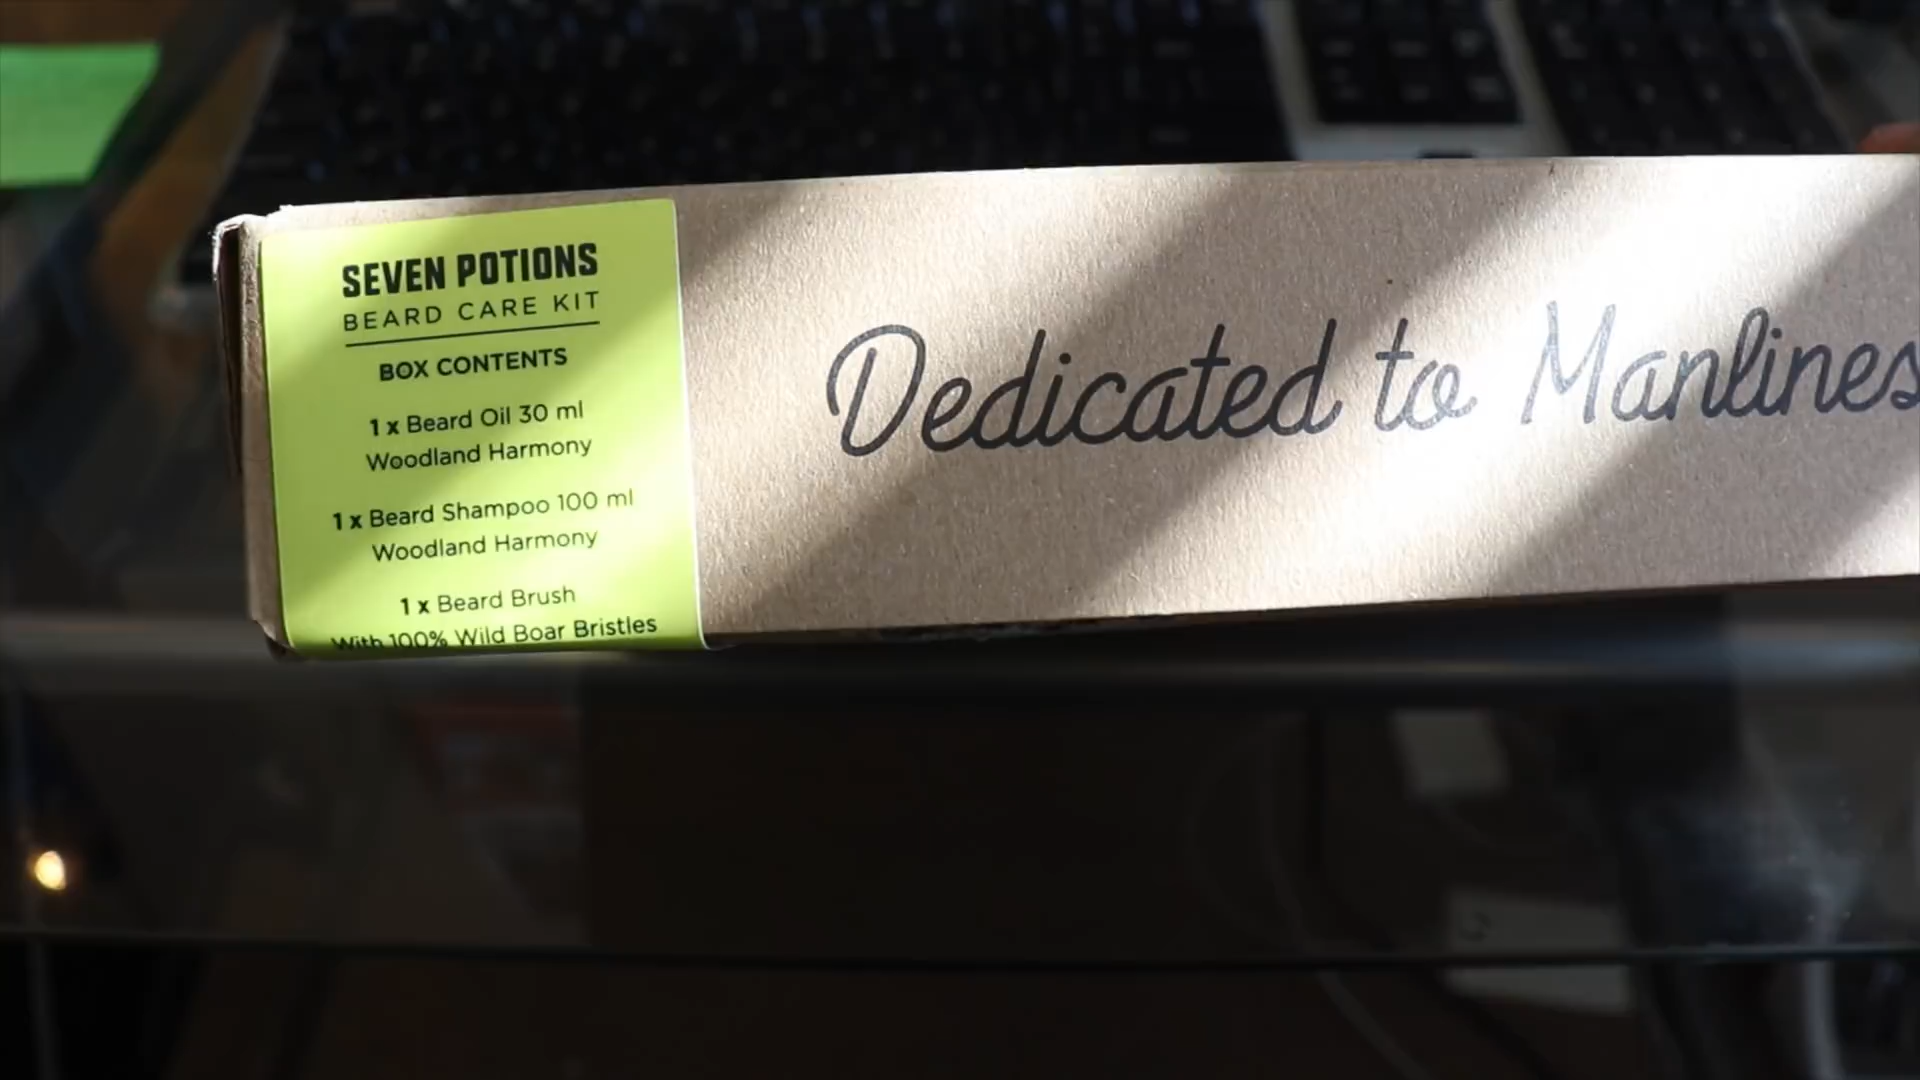 SEVEN POTIONS
BEARD CARE KIT
BOX CONTENTS
1 x Beard Oil 30 ml
Woodland Harmony
1 x Beard Shampoo 100 ml
Woodland Harmony
1 x Beard Brush
With 100% Wild Boar Bristles
Dedicated to Manlines